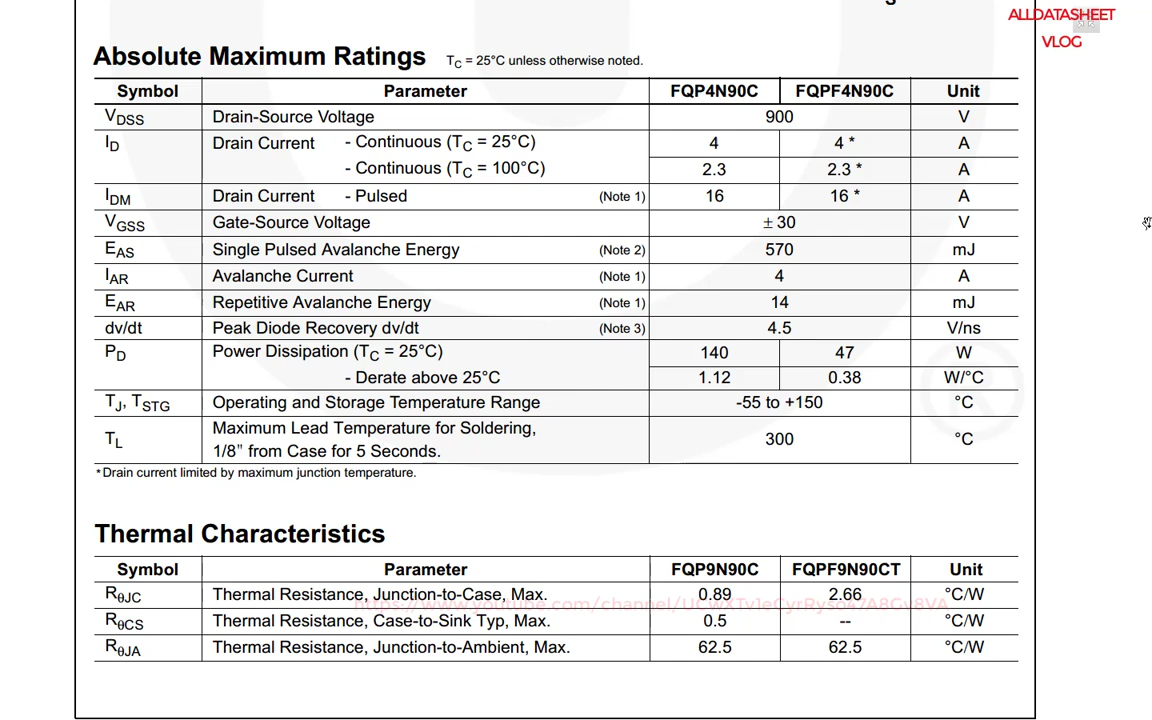 ALLDATASHEET
VLOG
Absolute Maximum Ratings TC = 25°C unless otherwise noted.
Symbol Parameter FQP4N90C FQPF4N90C Unit
VDSS Drain-Source Voltage 900 V
ID Drain Current - Continuous (TC = 25°C) 4 4 * A
- Continuous (TC = 100°C) 2.3 2.3 * A
IDM Drain Current - Pulsed (Note 1) 16 16 * A
VGSS Gate-Source Voltage ± 30 V
EAS Single Pulsed Avalanche Energy (Note 2) 570 mJ
IAR Avalanche Current (Note 1) 4 A
EAR Repetitive Avalanche Energy (Note 1) 14 mJ
dv/dt Peak Diode Recovery dv/dt (Note 3) 4.5 V/ns
PD Power Dissipation (TC = 25°C) 140 47 W
- Derate above 25°C 1.12 0.38 W/°C
TJ, TSTG Operating and Storage Temperature Range -55 to +150 °C
TL Maximum Lead Temperature for Soldering,
1/8" from Case for 5 Seconds. 300 °C
* Drain current limited by maximum junction temperature.
Thermal Characteristics
Symbol Parameter FQP9N90C FQPF9N90CT Unit
RθJC Thermal Resistance, Junction-to-Case, Max. 0.89 2.66 °C/W
RθCS Thermal Resistance, Case-to-Sink Typ, Max. 0.5 -- °C/W
RθJA Thermal Resistance, Junction-to-Ambient, Max. 62.5 62.5 °C/W